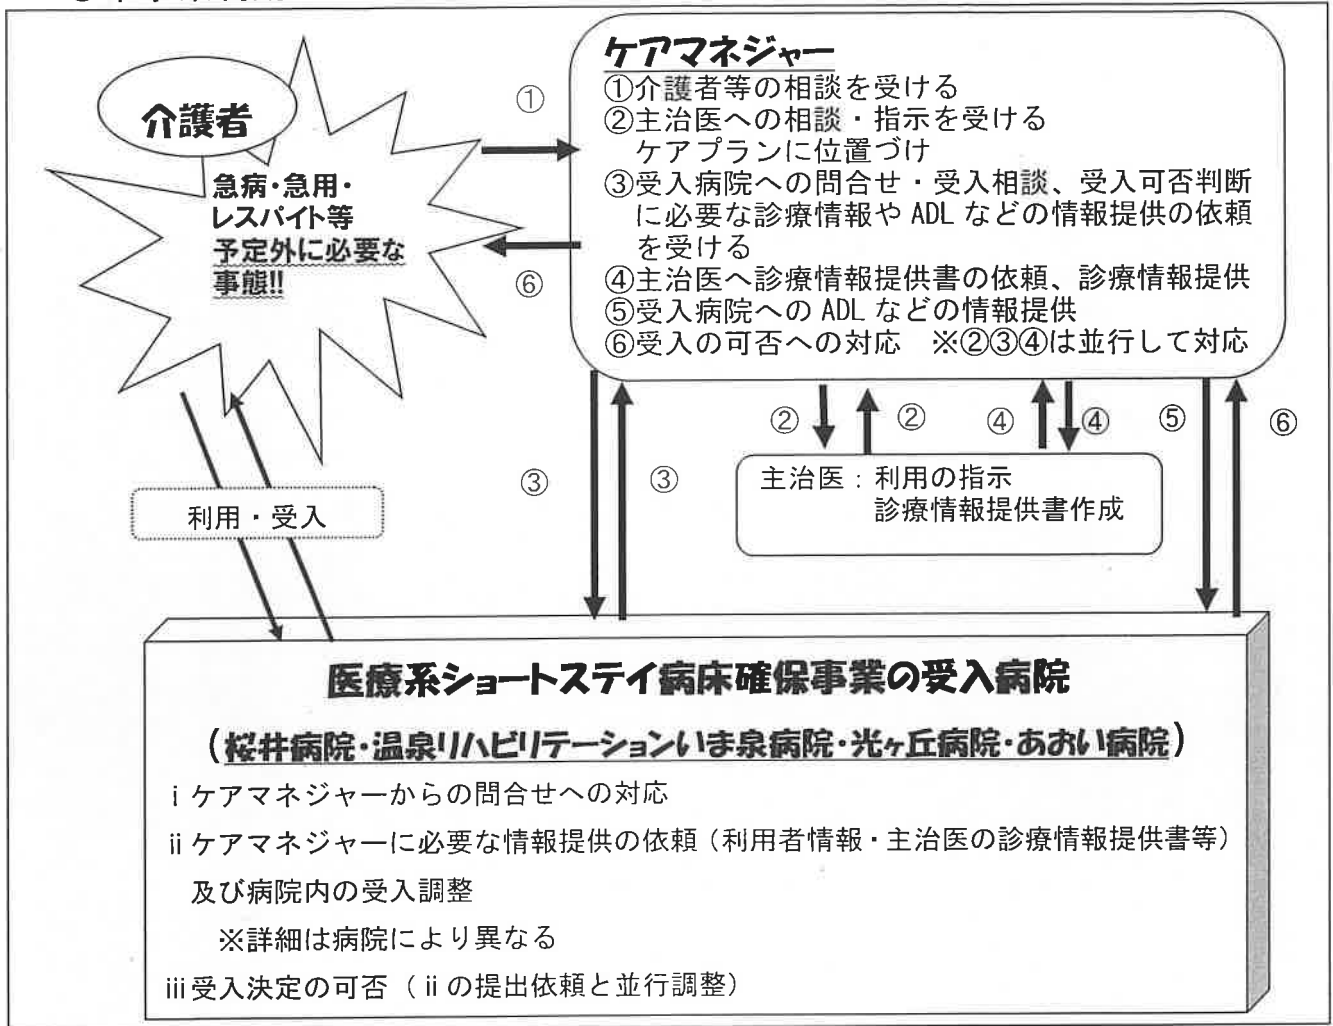 介護者
急病・急用・
レスパイト等
予定外に必要な
事態!!
①
⑥
ケアマネジャー
①介護者等の相談を受ける
②主治医への相談・指示を受ける
ケアプランに位置づけ
③受入病院への問合せ・受入相談、受入可否判断
に必要な診療情報や ADL などの情報提供の依頼
を受ける
④主治医へ診療情報提供書の依頼、診療情報提供
⑤受入病院への ADL などの情報提供
⑥受入の可否への対応 ※②③④は並行して対応
② ② ④ ④ ⑤ ⑥
③ ③
主治医：利用の指示
診療情報提供書作成
利用・受入
医療系ショートステイ病床確保事業の受入病院
（桜井病院・温泉リハビリテーションいま泉病院・光ヶ丘病院・あおい病院）
ⅰケアマネジャーからの問合せへの対応
ⅱケアマネジャーに必要な情報提供の依頼（利用者情報・主治医の診療情報提供書等）
及び病院内の受入調整
※詳細は病院により異なる
ⅲ受入決定の可否（ⅱの提出依頼と並行調整）